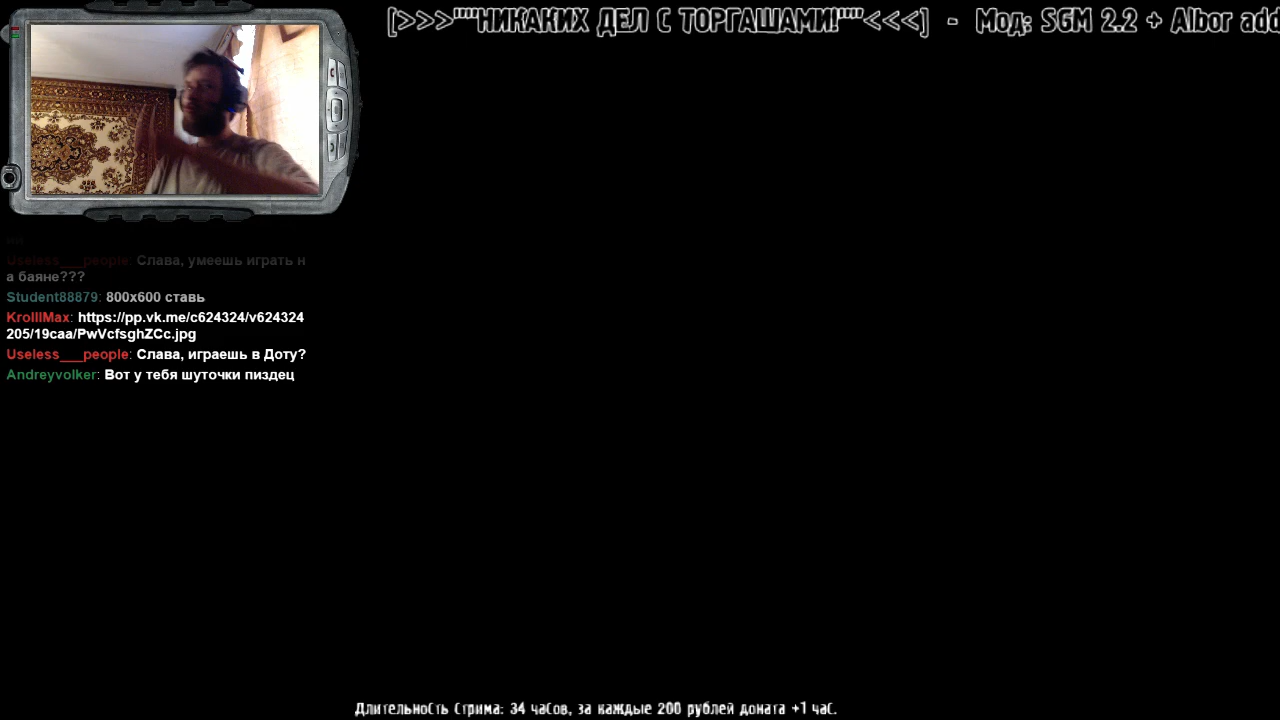 [>>>""НИКАКИХ ДЕЛ С ТОРГАШАМИ!""<<<] - Мод: SGM 2.2 + Albor add
Useless___people: Слава, умеешь играть н
а баяне???
Student88879: 800x600 ставь
KrolllMax: https://pp.vk.me/c624324/v624324
205/19caa/PwVcfsghZCc.jpg
Useless___people: Слава, играешь в Доту?
Andreyvolker: Вот у тебя шуточки пиздец
Длительность Стрима: 34 часов, за каждые 200 рублей доната +1 час.